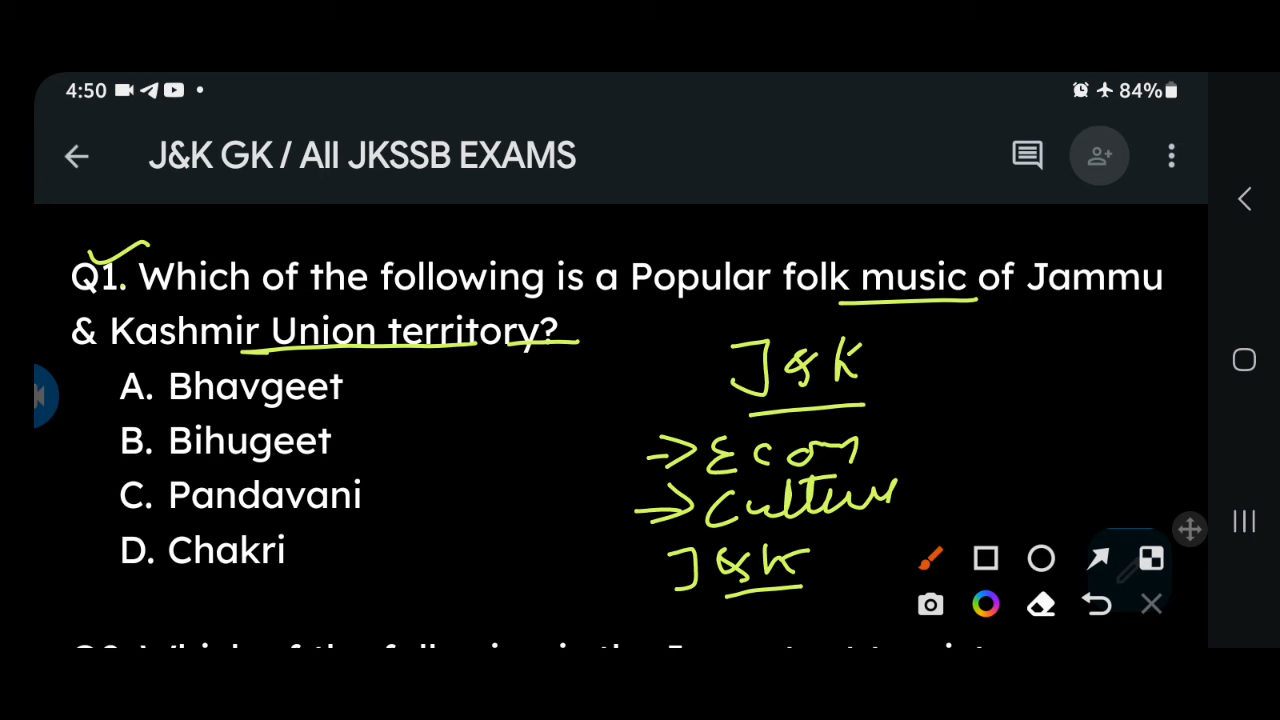 4:50 84%
J&K GK / All JKSSB EXAMS
Q1. Which of the following is a Popular folk music of Jammu
& Kashmir Union territory?
A. Bhavgeet
B. Bihugeet
C. Pandavani
D. Chakri
J&K
→ Econ
→ Culture
J&K